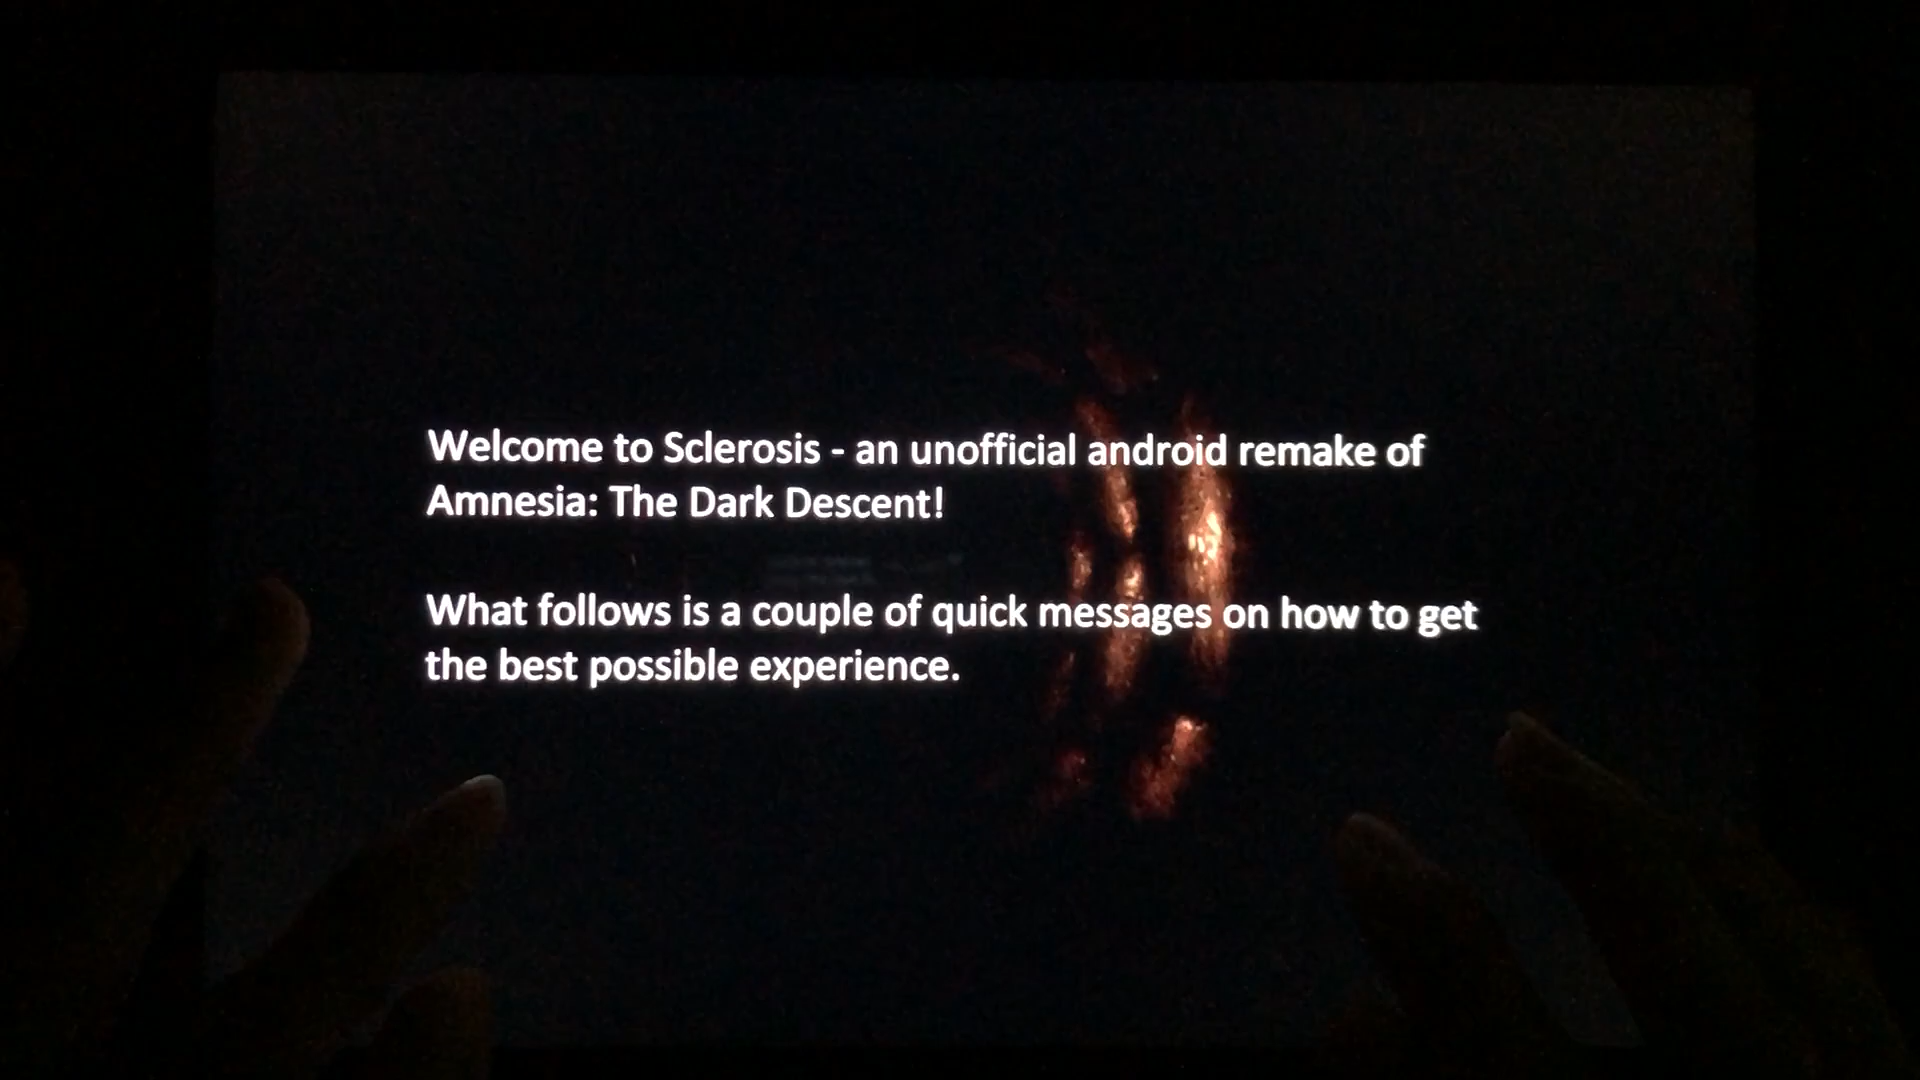 Welcome to Sclerosis - an unofficial android remake of
Amnesia: The Dark Descent!
What follows is a couple of quick messages on how to get
the best possible experience.